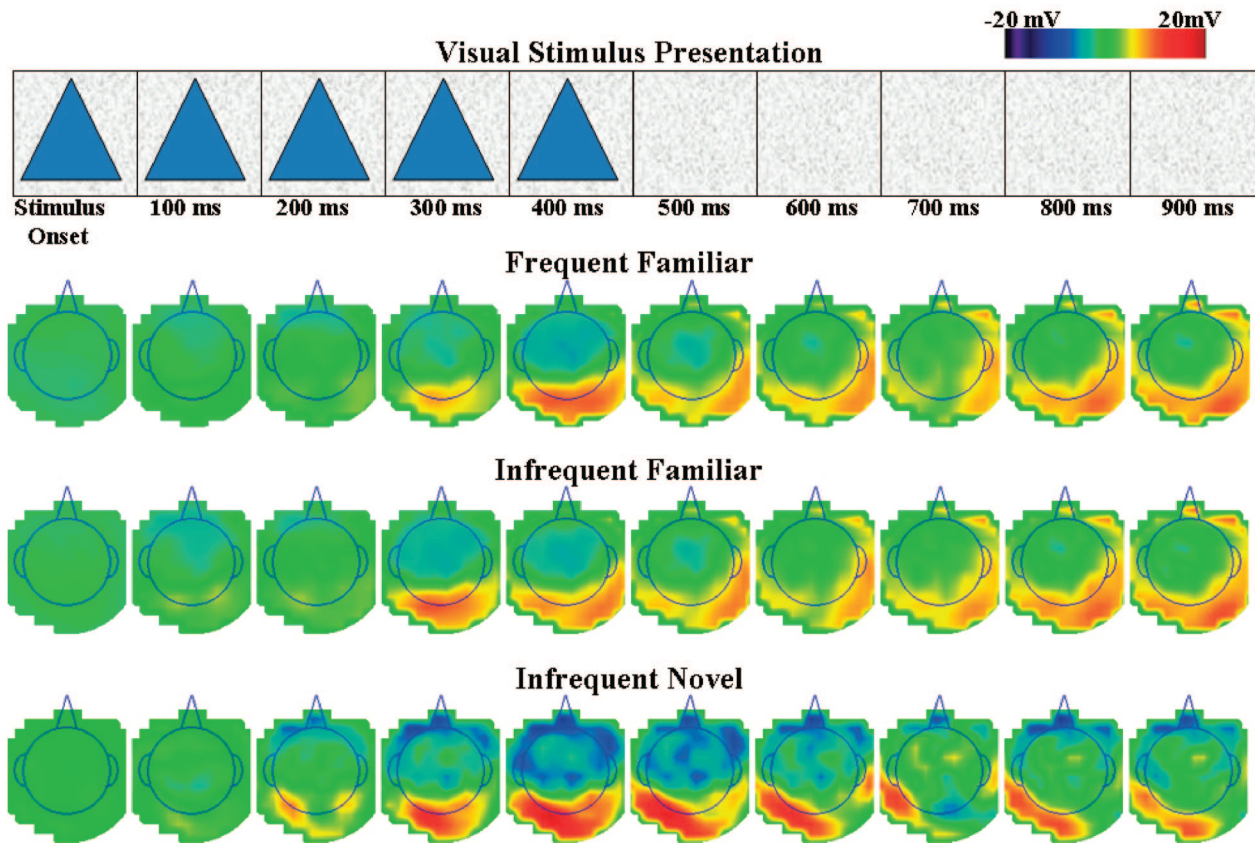 -20 mV 20mV
Visual Stimulus Presentation
Stimulus Onset 100 ms 200 ms 300 ms 400 ms 500 ms 600 ms 700 ms 800 ms 900 ms
Frequent Familiar
Infrequent Familiar
Infrequent Novel